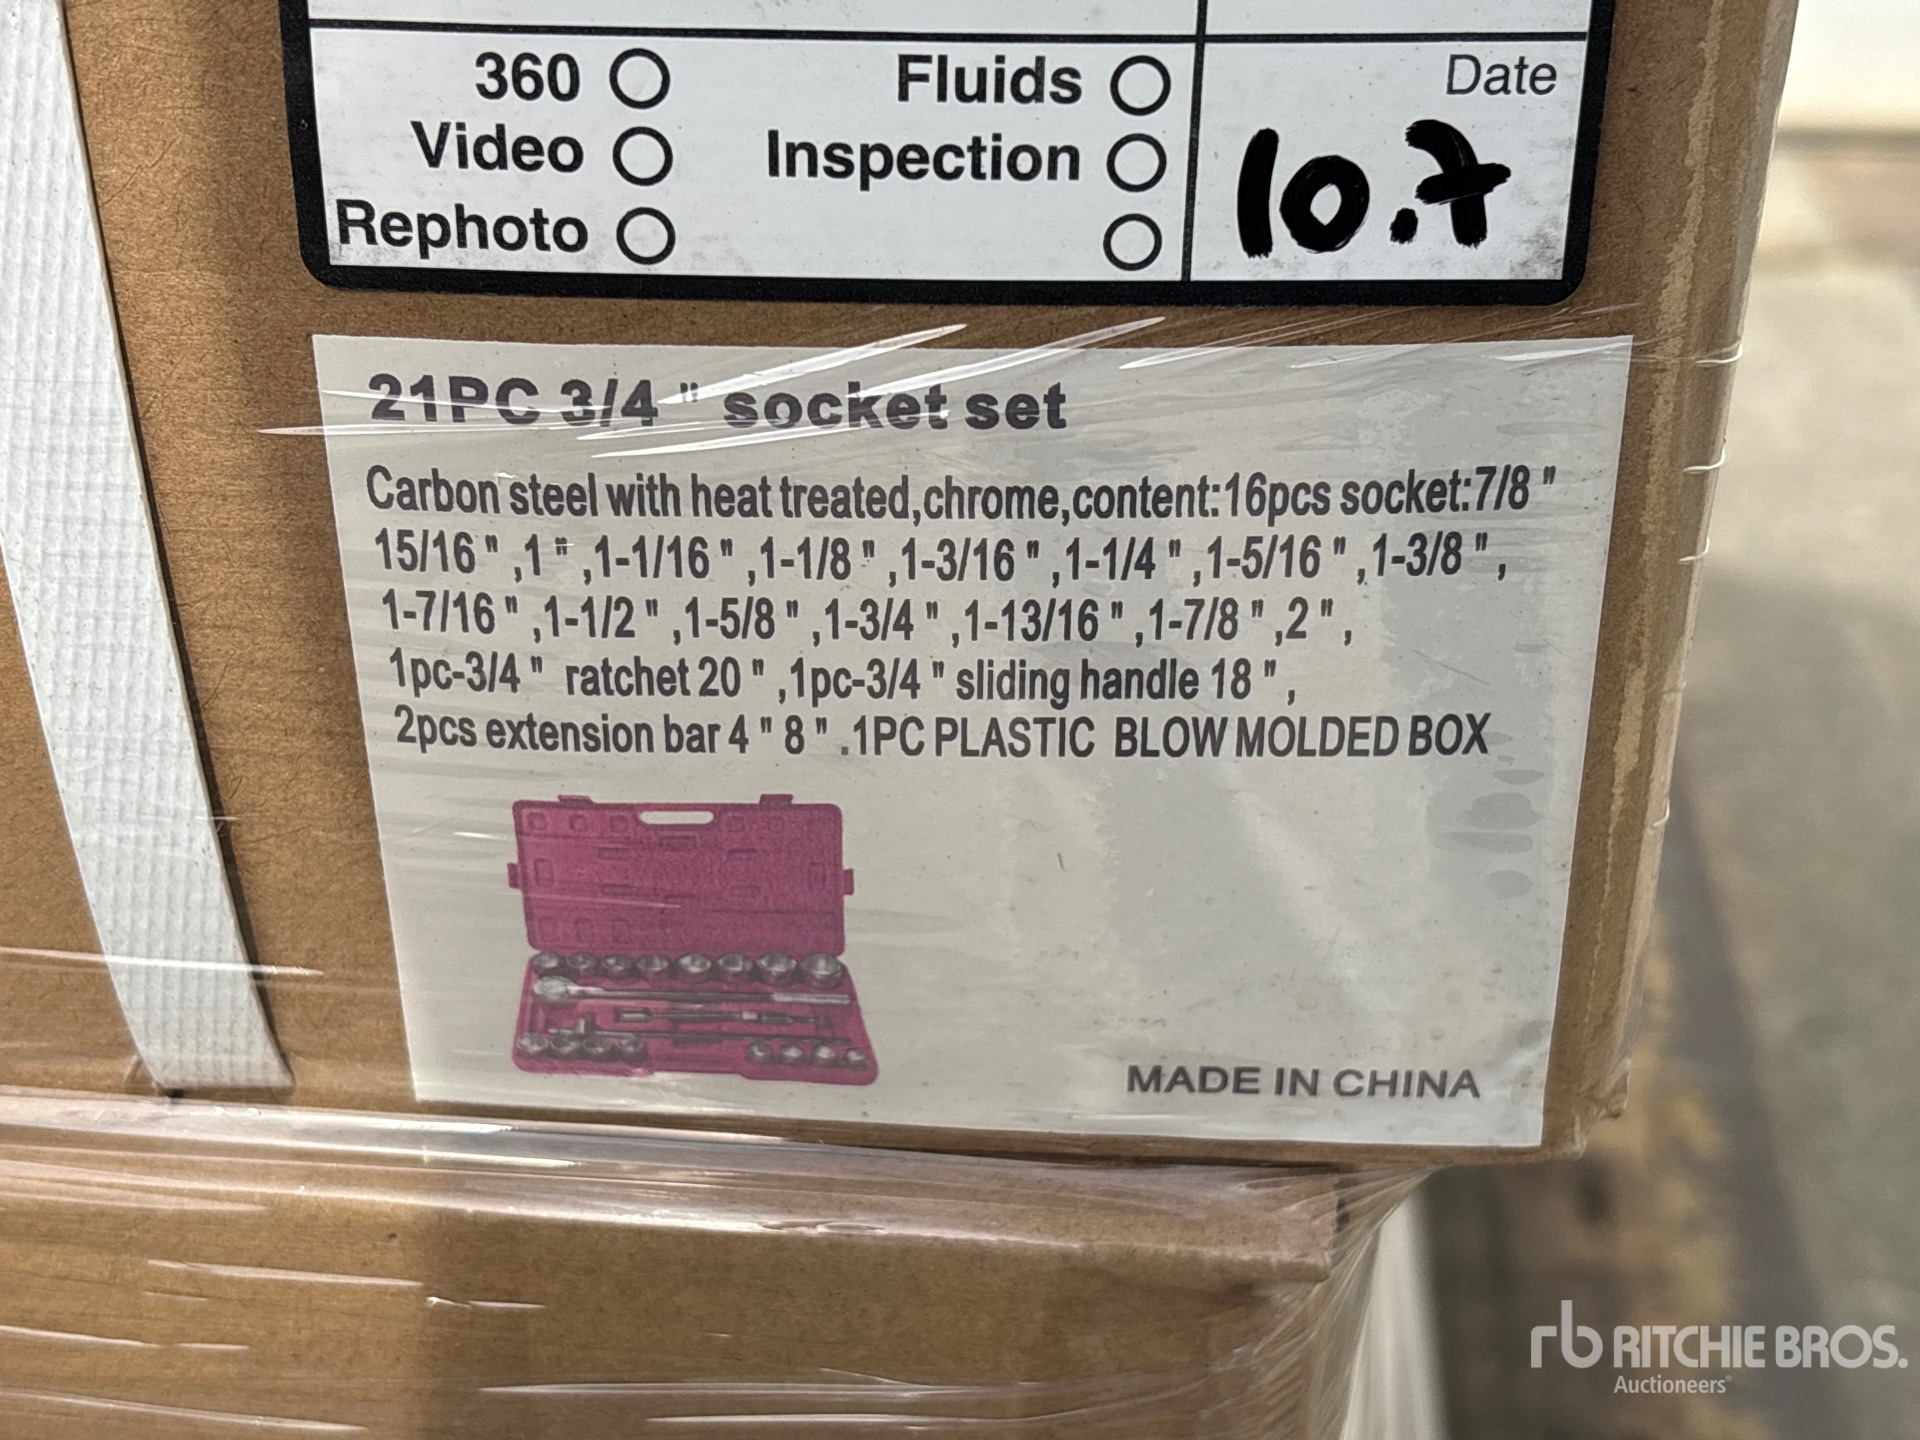 360 Fluids Date
Video Inspection 10.7
Rephoto
21PC 3/4 " socket set
Carbon steel with heat treated,chrome,content:16pcs socket:7/8 "
15/16 " ,1 " ,1-1/16 " ,1-1/8 " ,1-3/16 " ,1-1/4 " ,1-5/16 " ,1-3/8 " ,
1-7/16 " ,1-1/2 " ,1-5/8 " ,1-3/4 " ,1-13/16 " ,1-7/8 " ,2 " ,
1pc-3/4 " ratchet 20 " ,1pc-3/4 " sliding handle 18 " ,
2pcs extension bar 4 " 8 " .1PC PLASTIC BLOW MOLDED BOX
MADE IN CHINA
rb RITCHIE BROS.
Auctioneers